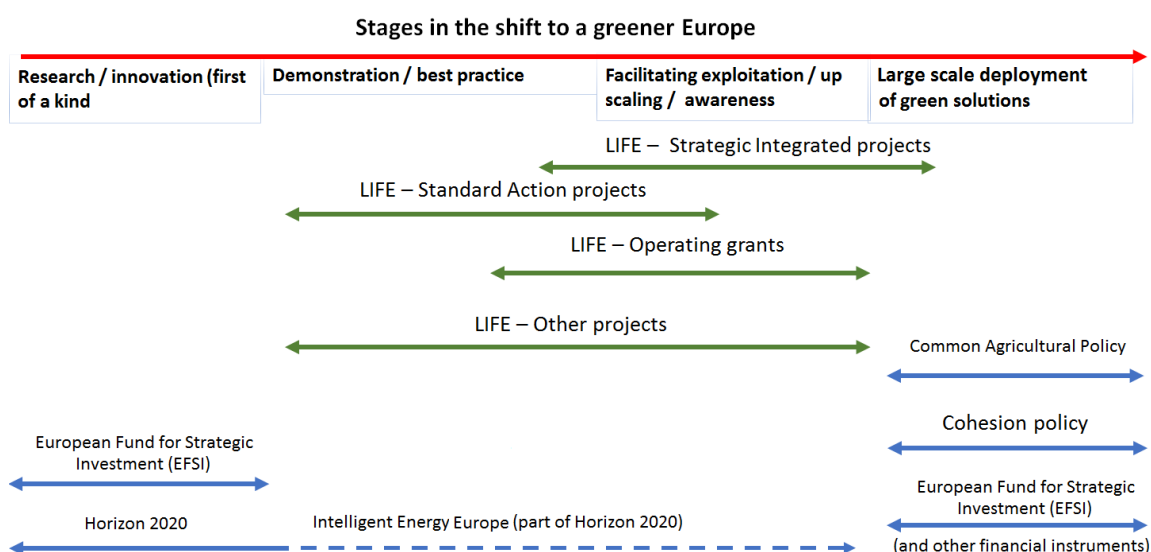 Stages in the shift to a greener Europe
Research / innovation (first
of a kind
Demonstration / best practice
Facilitating exploitation / up
scaling / awareness
Large scale deployment
of green solutions
LIFE – Strategic Integrated projects
LIFE – Standard Action projects
LIFE – Operating grants
LIFE – Other projects
Common Agricultural Policy
Cohesion policy
European Fund for Strategic
Investment (EFSI)
European Fund for Strategic
Investment (EFSI)
Horizon 2020
Intelligent Energy Europe (part of Horizon 2020)
(and other financial instruments)